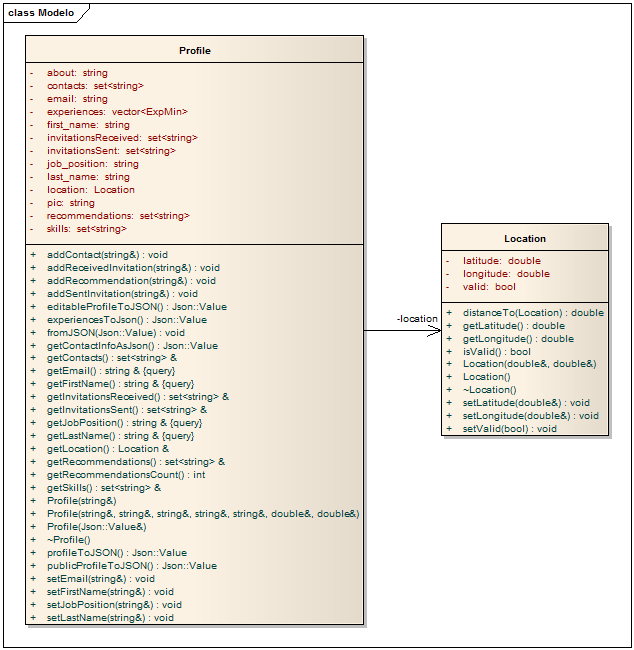 class Modelo
Profile
- about: string
- contacts: set<string>
- email: string
- experiences: vector<ExpMin>
- first_name: string
- invitationsReceived: set<string>
- invitationsSent: set<string>
- job_position: string
- last_name: string
- location: Location
- pic: string
- recommendations: set<string>
- skills: set<string>
+ addContact(string&) : void
+ addReceivedInvitation(string&) : void
+ addRecommendation(string&) : void
+ addSentInvitation(string&) : void
+ editableProfileToJSON() : Json::Value
+ experiencesToJson() : Json::Value
+ fromJSON(Json::Value) : void
+ getContactInfoAsJson() : Json::Value
+ getContacts() : set<string> &
+ getEmail() : string & {query}
+ getFirstName() : string & {query}
+ getInvitationsReceived() : set<string> &
+ getInvitationsSent() : set<string> &
+ getJobPosition() : string & {query}
+ getLastName() : string & {query}
+ getLocation() : Location &
+ getRecommendations() : set<string> &
+ getRecommendationsCount() : int
+ getSkills() : set<string> &
+ Profile(string&)
+ Profile(string&, string&, string&, string&, string&, double&, double&)
+ Profile(Json::Value&)
+ ~Profile()
+ profileToJSON() : Json::Value
+ publicProfileToJSON() : Json::Value
+ setEmail(string&) : void
+ setFirstName(string&) : void
+ setJobPosition(string&) : void
+ setLastName(string&) : void
-location
Location
- latitude: double
- longitude: double
- valid: bool
+ distanceTo(Location) : double
+ getLatitude() : double
+ getLongitude() : double
+ isValid() : bool
+ Location(double&, double&)
+ Location()
+ ~Location()
+ setLatitude(double&) : void
+ setLongitude(double&) : void
+ setValid(bool) : void